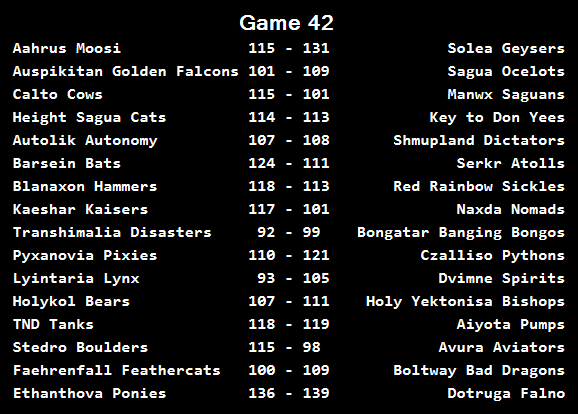 Game 42
Aahrus Moosi 115 - 131 Solea Geysers
Auspikitan Golden Falcons 101 - 109 Sagua Ocelots
Calto Cows 115 - 101 Manwx Saguans
Height Sagua Cats 114 - 113 Key to Don Yees
Autolik Autonomy 107 - 108 Shmupland Dictators
Barsein Bats 124 - 111 Serkr Atolls
Blanaxon Hammers 118 - 113 Red Rainbow Sickles
Kaeshar Kaisers 117 - 101 Naxda Nomads
Transhimalia Disasters 92 - 99 Bongatar Banging Bongos
Pyxanovia Pixies 110 - 121 Czalliso Pythons
Lyintaria Lynx 93 - 105 Dvimne Spirits
Holykol Bears 107 - 111 Holy Yektonisa Bishops
TND Tanks 118 - 119 Aiyota Pumps
Stedro Boulders 115 - 98 Avura Aviators
Faehrenfall Feathercats 100 - 109 Boltway Bad Dragons
Ethanthova Ponies 136 - 139 Dotruga Falno